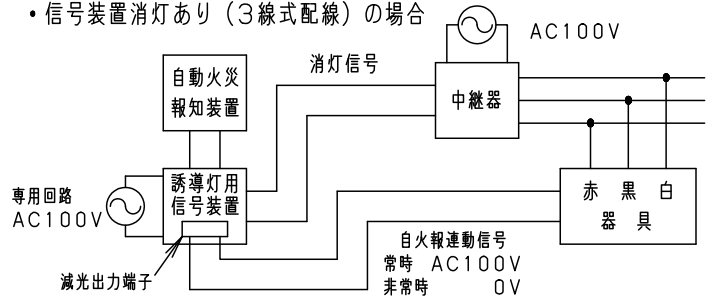 ・信号装置消灯あり（3線式配線）の場合
AC100V
消灯信号
自動火災
報知装置
中継器
誘導灯用
信号装置
専用回路
AC100V
赤 黒 白
器 具
自火報連動信号
常時 AC100V
非常時 0V
減光出力端子